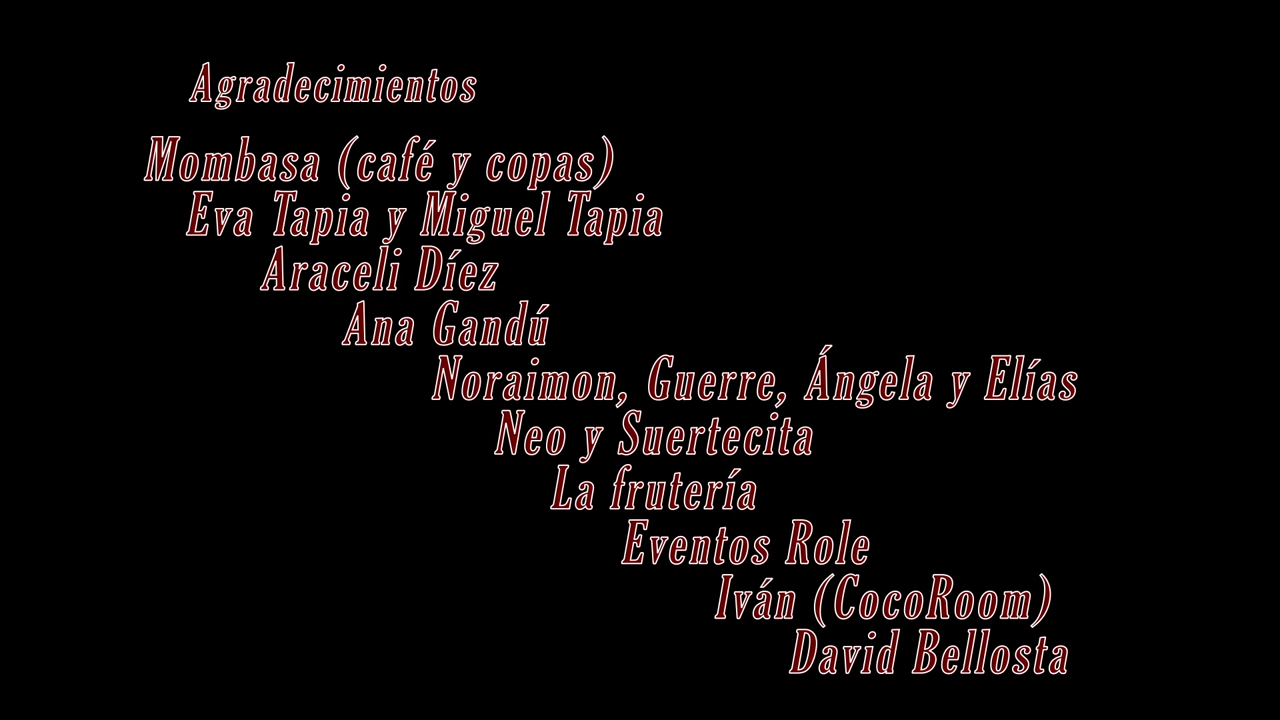 Agradecimientos
Mombasa (café y copas)
Eva Tapia y Miguel Tapia
Araceli Díez
Ana Gandú
Noraimon, Guerre, Ángela y Elías
Neo y Suertecita
La frutería
Eventos Role
Iván (CocoRoom)
David Bellosta